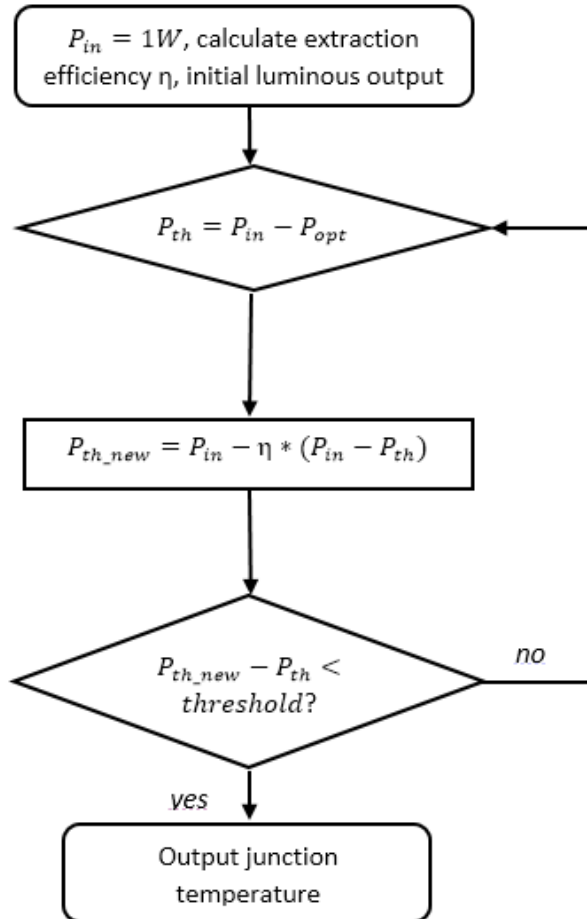 P_in = 1W, calculate extraction
efficiency η, initial luminous output
P_th = P_in − P_opt
P_th_new = P_in − η * (P_in − P_th)
P_th_new − P_th <
threshold?
no
yes
Output junction
temperature